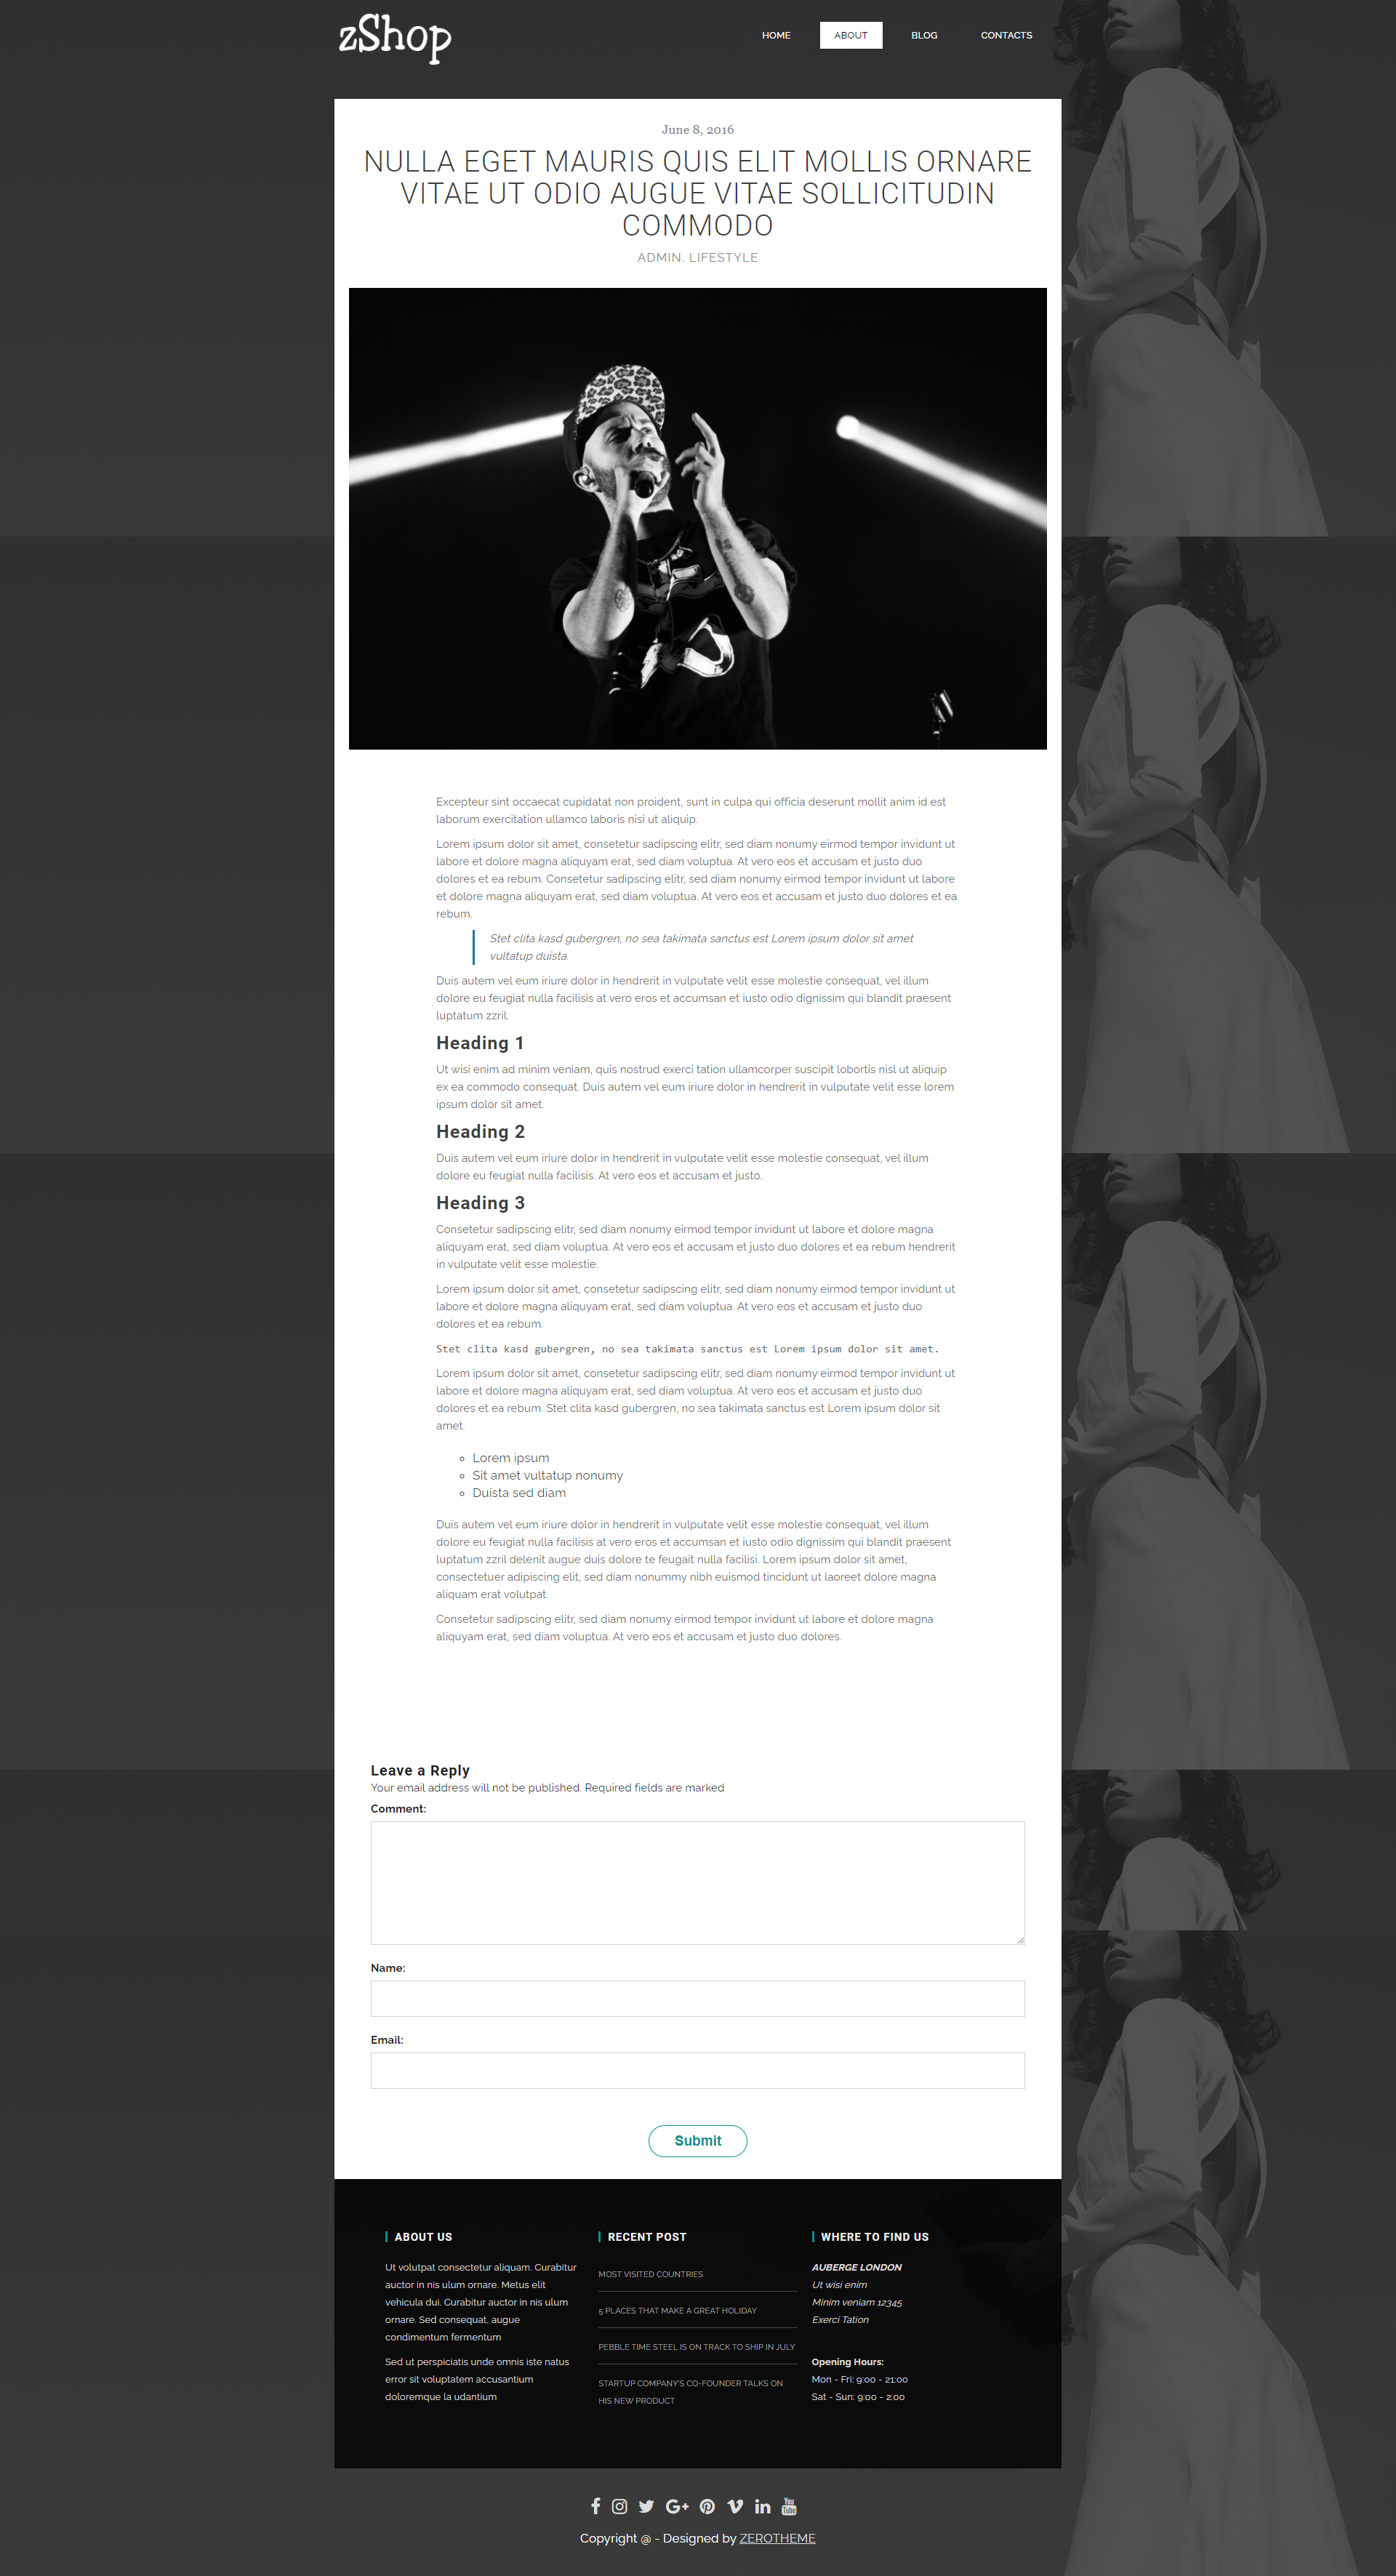 zShop
HOME
ABOUT
BLOG
CONTACTS
June 8, 2016
NULLA EGET MAURIS QUIS ELIT MOLLIS ORNARE
VITAE UT ODIO AUGUE VITAE SOLLICITUDIN
COMMODO
ADMIN. LIFESTYLE
Excepteur sint occaecat cupidatat non proident, sunt in culpa qui officia deserunt mollit anim id est
laborum exercitation ullamco laboris nisi ut aliquip.
Lorem ipsum dolor sit amet, consetetur sadipscing elitr, sed diam nonumy eirmod tempor invidunt ut
labore et dolore magna aliquyam erat, sed diam voluptua. At vero eos et accusam et justo duo
dolores et ea rebum. Consetetur sadipscing elitr, sed diam nonumy eirmod tempor invidunt ut labore
et dolore magna aliquyam erat, sed diam voluptua. At vero eos et accusam et justo duo dolores et ea
rebum.
Stet clita kasd gubergren, no sea takimata sanctus est Lorem ipsum dolor sit amet
vultatup duista.
Duis autem vel eum iriure dolor in hendrerit in vulputate velit esse molestie consequat, vel illum
dolore eu feugiat nulla facilisis at vero eros et accumsan et iusto odio dignissim qui blandit praesent
luptatum zzril.
Heading 1
Ut wisi enim ad minim veniam, quis nostrud exerci tation ullamcorper suscipit lobortis nisl ut aliquip
ex ea commodo consequat. Duis autem vel eum iriure dolor in hendrerit in vulputate velit esse lorem
ipsum dolor sit amet.
Heading 2
Duis autem vel eum iriure dolor in hendrerit in vulputate velit esse molestie consequat, vel illum
dolore eu feugiat nulla facilisis. At vero eos et accusam et justo.
Heading 3
Consetetur sadipscing elitr, sed diam nonumy eirmod tempor invidunt ut labore et dolore magna
aliquyam erat, sed diam voluptua. At vero eos et accusam et justo duo dolores et ea rebum hendrerit
in vulputate velit esse molestie.
Lorem ipsum dolor sit amet, consetetur sadipscing elitr, sed diam nonumy eirmod tempor invidunt ut
labore et dolore magna aliquyam erat, sed diam voluptua. At vero eos et accusam et justo duo
dolores et ea rebum.
Stet clita kasd gubergren, no sea takimata sanctus est Lorem ipsum dolor sit amet.
Lorem ipsum dolor sit amet, consetetur sadipscing elitr, sed diam nonumy eirmod tempor invidunt ut
labore et dolore magna aliquyam erat, sed diam voluptua. At vero eos et accusam et justo duo
dolores et ea rebum. Stet clita kasd gubergren, no sea takimata sanctus est Lorem ipsum dolor sit
amet.
Lorem ipsum
Sit amet vultatup nonumy
Duista sed diam
Duis autem vel eum iriure dolor in hendrerit in vulputate velit esse molestie consequat, vel illum
dolore eu feugiat nulla facilisis at vero eros et accumsan et iusto odio dignissim qui blandit praesent
luptatum zzril delenit augue duis dolore te feugait nulla facilisi. Lorem ipsum dolor sit amet,
consectetuer adipiscing elit, sed diam nonummy nibh euismod tincidunt ut laoreet dolore magna
aliquam erat volutpat.
Consetetur sadipscing elitr, sed diam nonumy eirmod tempor invidunt ut labore et dolore magna
aliquyam erat, sed diam voluptua. At vero eos et accusam et justo duo dolores.
Leave a Reply
Your email address will not be published. Required fields are marked
Comment:
Name:
Email:
Submit
ABOUT US
Ut volutpat consectetur aliquam. Curabitur
auctor in nis ulum ornare. Metus elit
vehicula dui. Curabitur auctor in nis ulum
ornare. Sed consequat, augue
condimentum fermentum
Sed ut perspiciatis unde omnis iste natus
error sit voluptatem accusantium
doloremque la udantium
RECENT POST
MOST VISITED COUNTRIES
5 PLACES THAT MAKE A GREAT HOLIDAY
PEBBLE TIME STEEL IS ON TRACK TO SHIP IN JULY
STARTUP COMPANY'S CO-FOUNDER TALKS ON
HIS NEW PRODUCT
WHERE TO FIND US
AUBERGE LONDON
Ut wisi enim
Minim veniam 12345
Exerci Tation
Opening Hours:
Mon - Fri: 9:00 - 21:00
Sat - Sun: 9:00 - 2:00
Copyright @ - Designed by ZEROTHEME